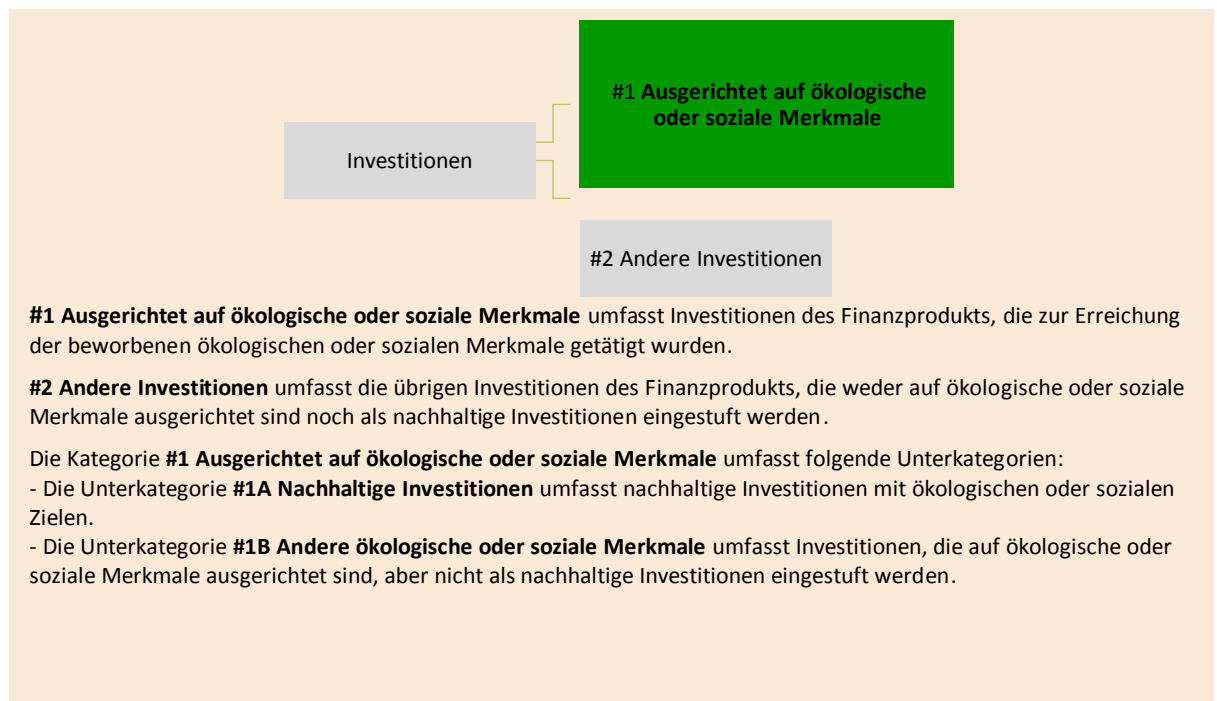 #1 Ausgerichtet auf ökologische
oder soziale Merkmale
Investitionen
#2 Andere Investitionen
#1 Ausgerichtet auf ökologische oder soziale Merkmale umfasst Investitionen des Finanzprodukts, die zur Erreichung
der beworbenen ökologischen oder sozialen Merkmale getätigt wurden.
#2 Andere Investitionen umfasst die übrigen Investitionen des Finanzprodukts, die weder auf ökologische oder soziale
Merkmale ausgerichtet sind noch als nachhaltige Investitionen eingestuft werden.
Die Kategorie #1 Ausgerichtet auf ökologische oder soziale Merkmale umfasst folgende Unterkategorien:
- Die Unterkategorie #1A Nachhaltige Investitionen umfasst nachhaltige Investitionen mit ökologischen oder sozialen
Zielen.
- Die Unterkategorie #1B Andere ökologische oder soziale Merkmale umfasst Investitionen, die auf ökologische oder
soziale Merkmale ausgerichtet sind, aber nicht als nachhaltige Investitionen eingestuft werden.